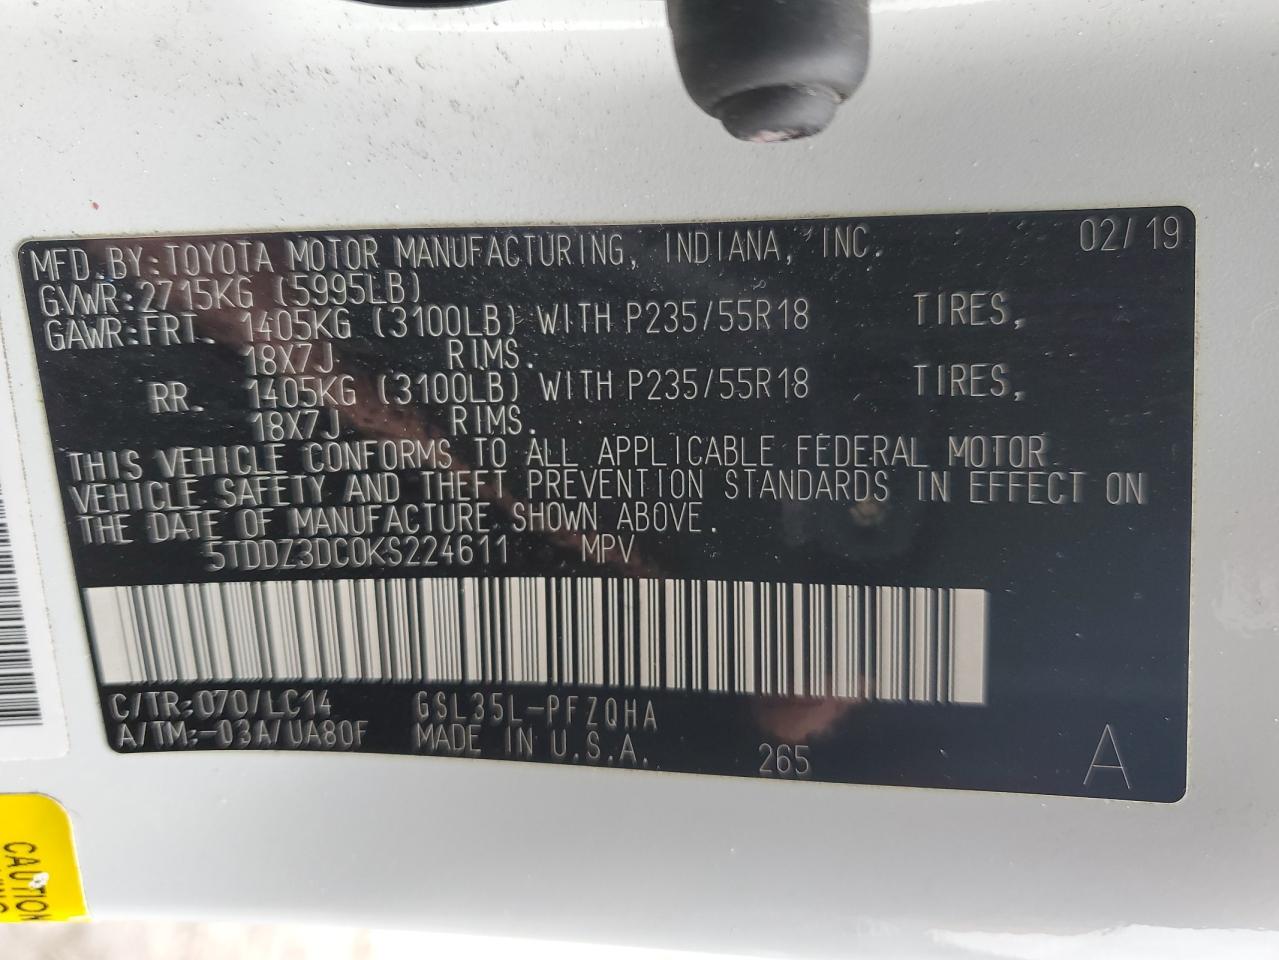 MFD.BY:TOYOTA MOTOR MANUFACTURING, INDIANA, INC. 02/19
GVWR:2715KG (5995LB)
GAWR:FRT. 1405KG (3100LB) WITH P235/55R18 TIRES,
18X7J RIMS.
RR. 1405KG (3100LB) WITH P235/55R18 TIRES,
18X7J RIMS.
THIS VEHICLE CONFORMS TO ALL APPLICABLE FEDERAL MOTOR
VEHICLE SAFETY AND THEFT PREVENTION STANDARDS IN EFFECT ON
THE DATE OF MANUFACTURE SHOWN ABOVE.
5TDDZ3DC0KS224611 MPV
C/TR:070/LC14 GSL35L-PFZQHA
A/TM:-03A/UA80F MADE IN U.S.A. 265 A
CAUTION